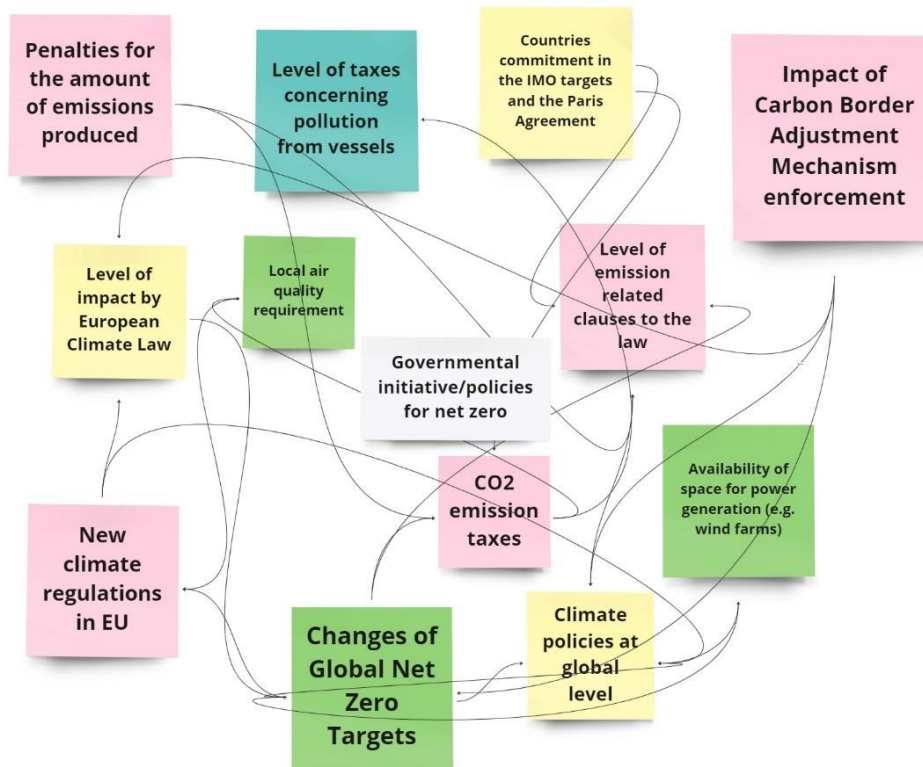 Penalties for
the amount
of emissions
produced
Level of taxes
concerning
pollution
from vessels
Countries
commitment in
the IMO targets
and the Paris
Agreement
Impact of
Carbon Border
Adjustment
Mechanism
enforcement
Level of
impact by
European
Climate Law
Local air
quality
requirement
Level of
emission
related
clauses to the
law
Governmental
initiative/policies
for net zero
Availability of
space for power
generation (e.g.
wind farms)
CO2
emission
taxes
New
climate
regulations
in EU
Changes of
Global Net
Zero
Targets
Climate
policies at
global
level